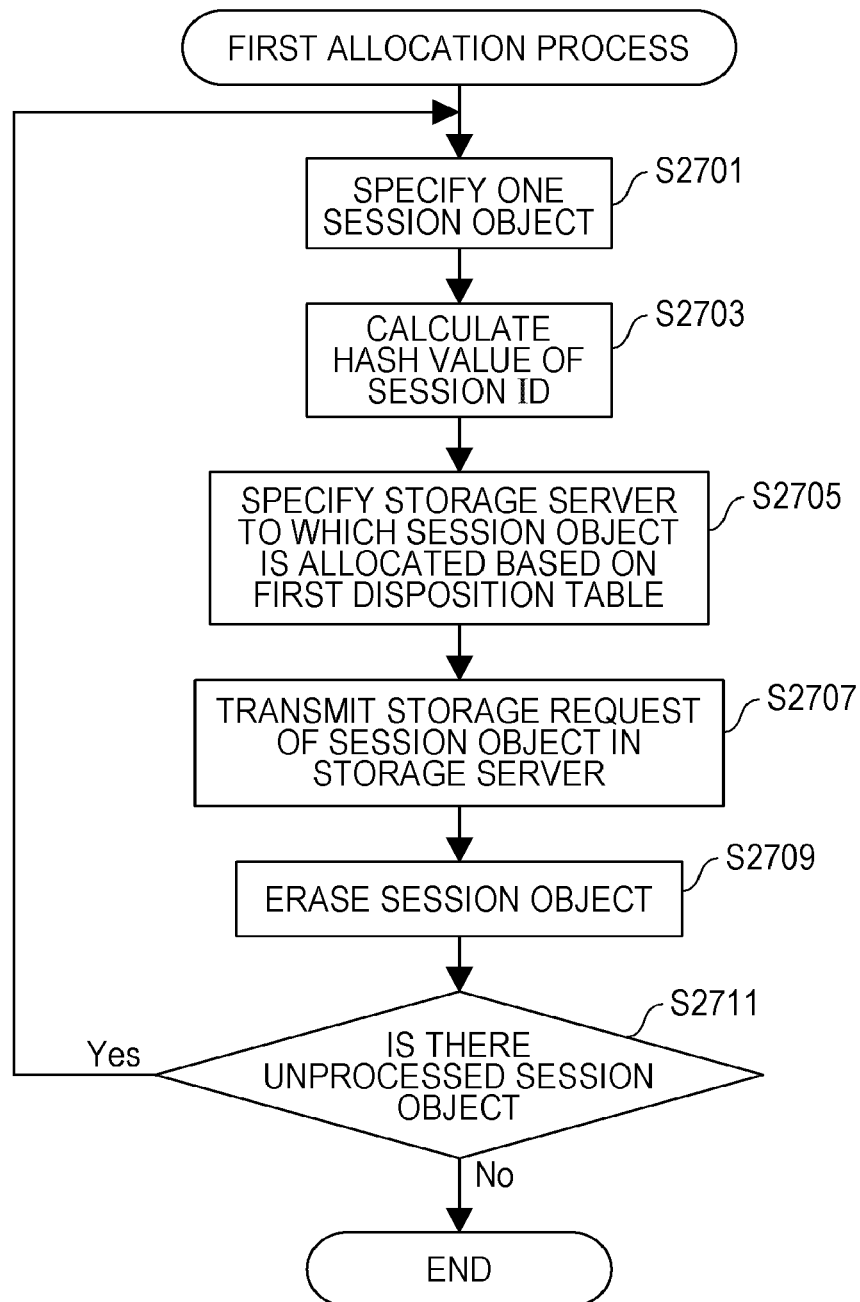 FIRST ALLOCATION PROCESS
S2701
SPECIFY ONE
SESSION OBJECT
S2703
CALCULATE
HASH VALUE OF
SESSION ID
S2705
SPECIFY STORAGE SERVER
TO WHICH SESSION OBJECT
IS ALLOCATED BASED ON
FIRST DISPOSITION TABLE
S2707
TRANSMIT STORAGE REQUEST
OF SESSION OBJECT IN
STORAGE SERVER
S2709
ERASE SESSION OBJECT
S2711
Yes
IS THERE
UNPROCESSED SESSION
OBJECT
No
END